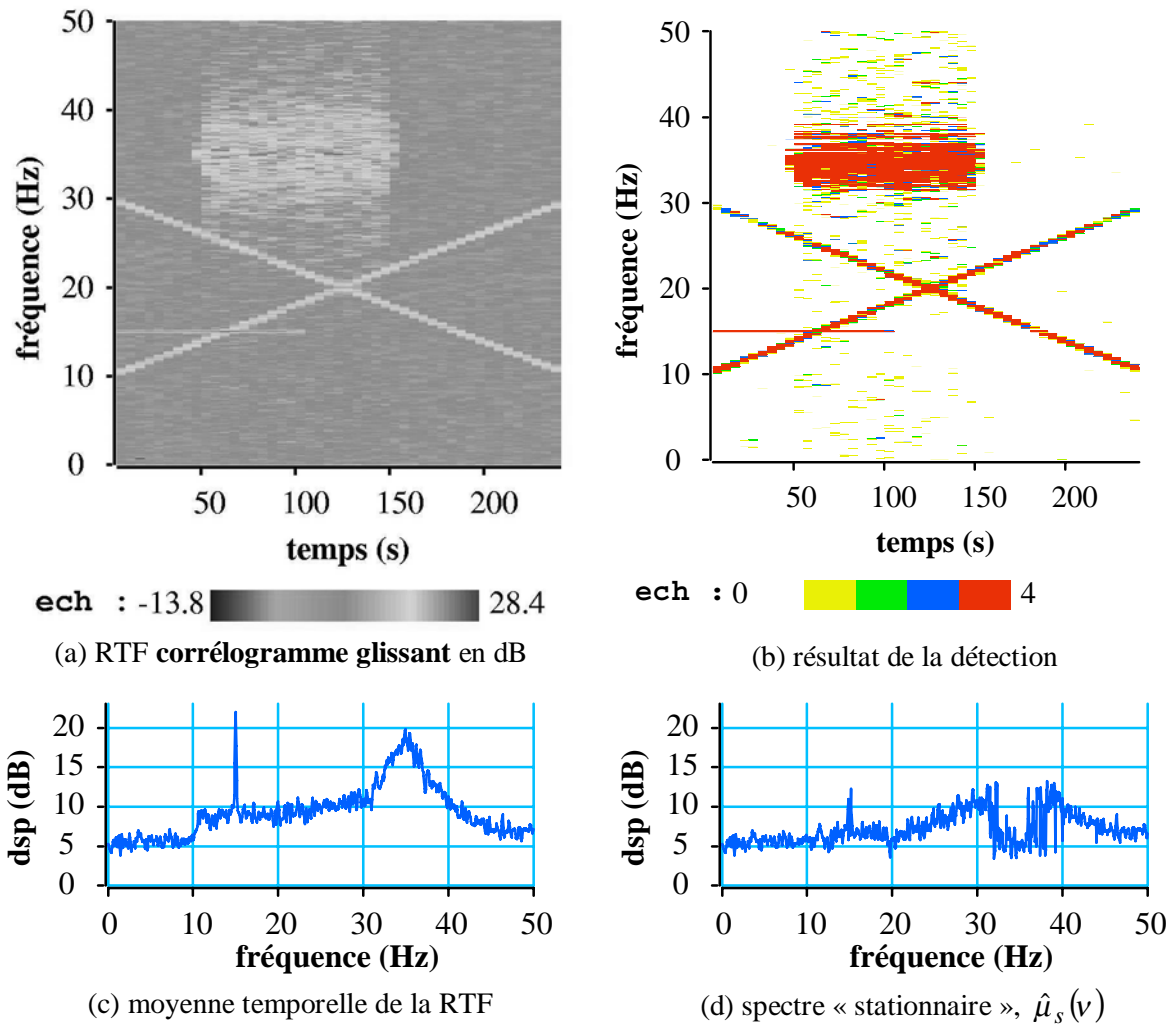 50
40
30
20
10
0
fréquence (Hz)
50 100 150 200
temps (s)
ech : -13.8 28.4
(a) RTF corrélogramme glissant en dB
50
40
30
20
10
0
fréquence (Hz)
50 100 150 200
temps (s)
ech : 0 4
(b) résultat de la détection
20
15
10
5
0
dsp (dB)
0 10 20 30 40 50
fréquence (Hz)
(c) moyenne temporelle de la RTF
20
15
10
5
0
dsp (dB)
0 10 20 30 40 50
fréquence (Hz)
(d) spectre « stationnaire », μ̂ₛ(ν)